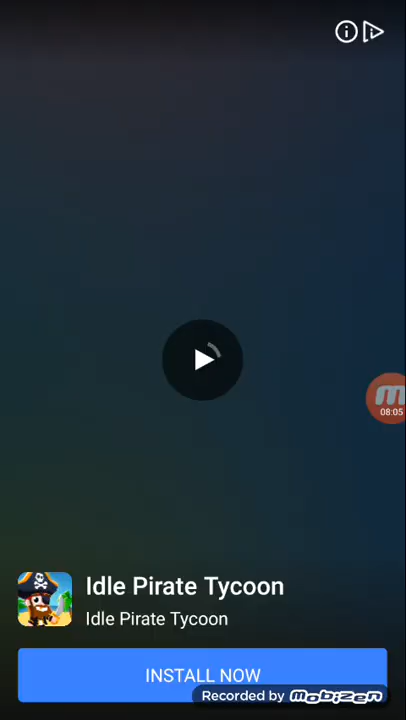 08:05
Idle Pirate Tycoon
Idle Pirate Tycoon
INSTALL NOW
Recorded by Mobizen